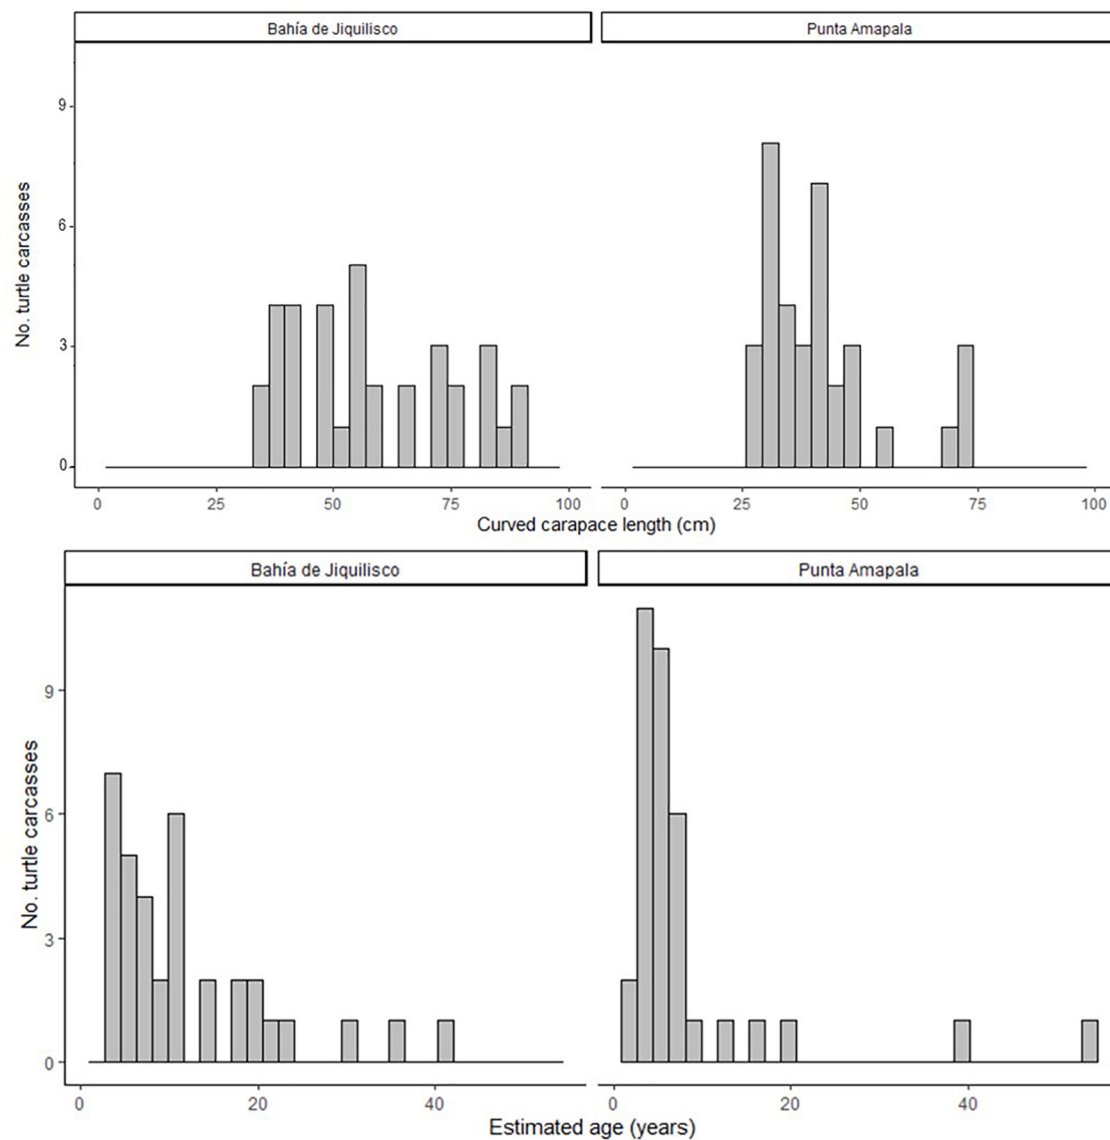 Bahía de Jiquilisco Punta Amapala
No. turtle carcasses
9
6
3
0
0 25 50 75 100 0 25 50 75 100
Curved carapace length (cm)
Bahía de Jiquilisco Punta Amapala
No. turtle carcasses
9
6
3
0
0 20 40 0 20 40
Estimated age (years)